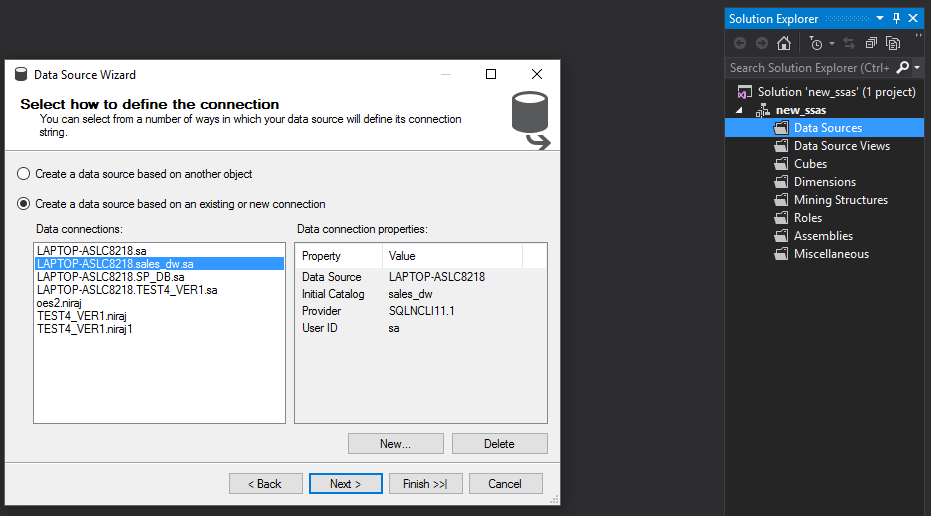 Data Source Wizard
Select how to define the connection
You can select from a number of ways in which your data source will define its connection
string.
Create a data source based on another object
Create a data source based on an existing or new connection
Data connections:
LAPTOP-ASLC8218.sa
LAPTOP-ASLC8218.sales_dw.sa
LAPTOP-ASLC8218.SP_DB.sa
LAPTOP-ASLC8218.TEST4_VER1.sa
oes2.niraj
TEST4_VER1.niraj
TEST4_VER1.niraj1
Data connection properties:
Property Value
Data Source LAPTOP-ASLC8218
Initial Catalog sales_dw
Provider SQLNCLI11.1
User ID sa
New... Delete
< Back Next > Finish >>| Cancel
Solution Explorer
Search Solution Explorer (Ctrl+
Solution 'new_ssas' (1 project)
new_ssas
Data Sources
Data Source Views
Cubes
Dimensions
Mining Structures
Roles
Assemblies
Miscellaneous